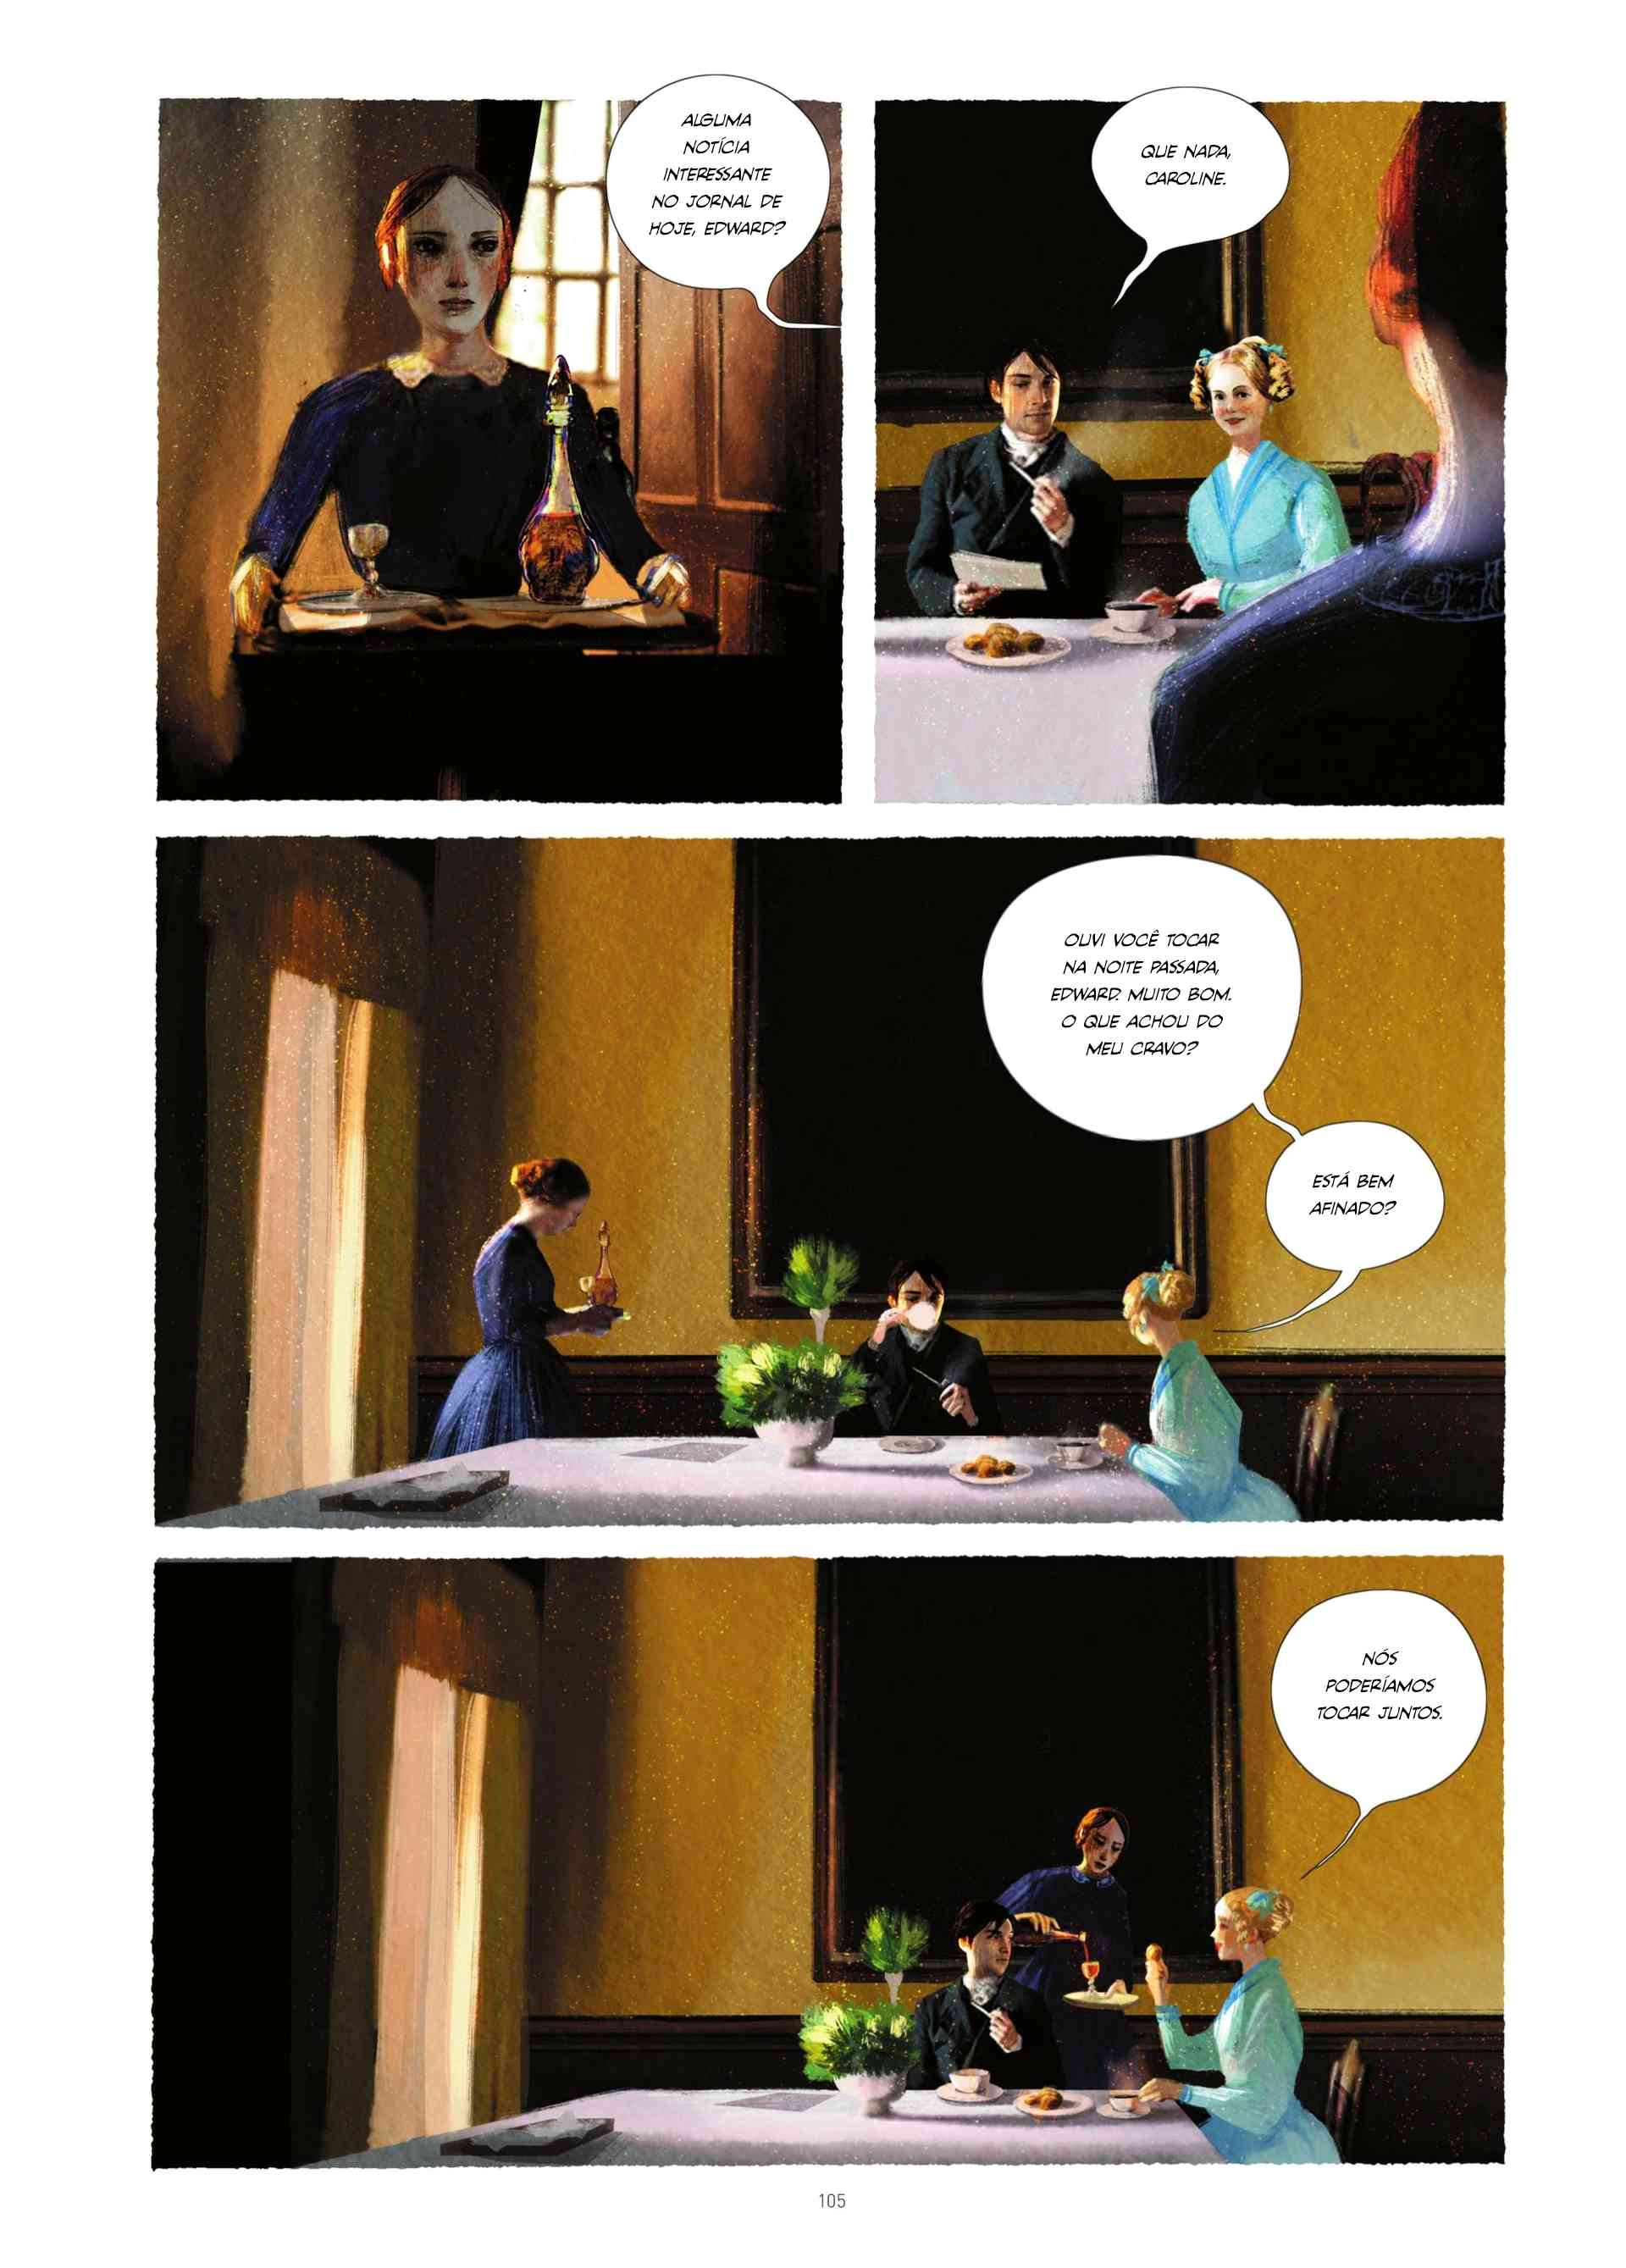 ALGUMA
NOTÍCIA
INTERESSANTE
NO JORNAL DE
HOJE, EDWARD?
QUE NADA,
CAROLINE.
OUVI VOCÊ TOCAR
NA NOITE PASSADA,
EDWARD. MUITO BOM.
O QUE ACHOU DO
MEU CRAVO?
ESTÁ BEM
AFINADO?
NÓS
PODERÍAMOS
TOCAR JUNTOS.
105